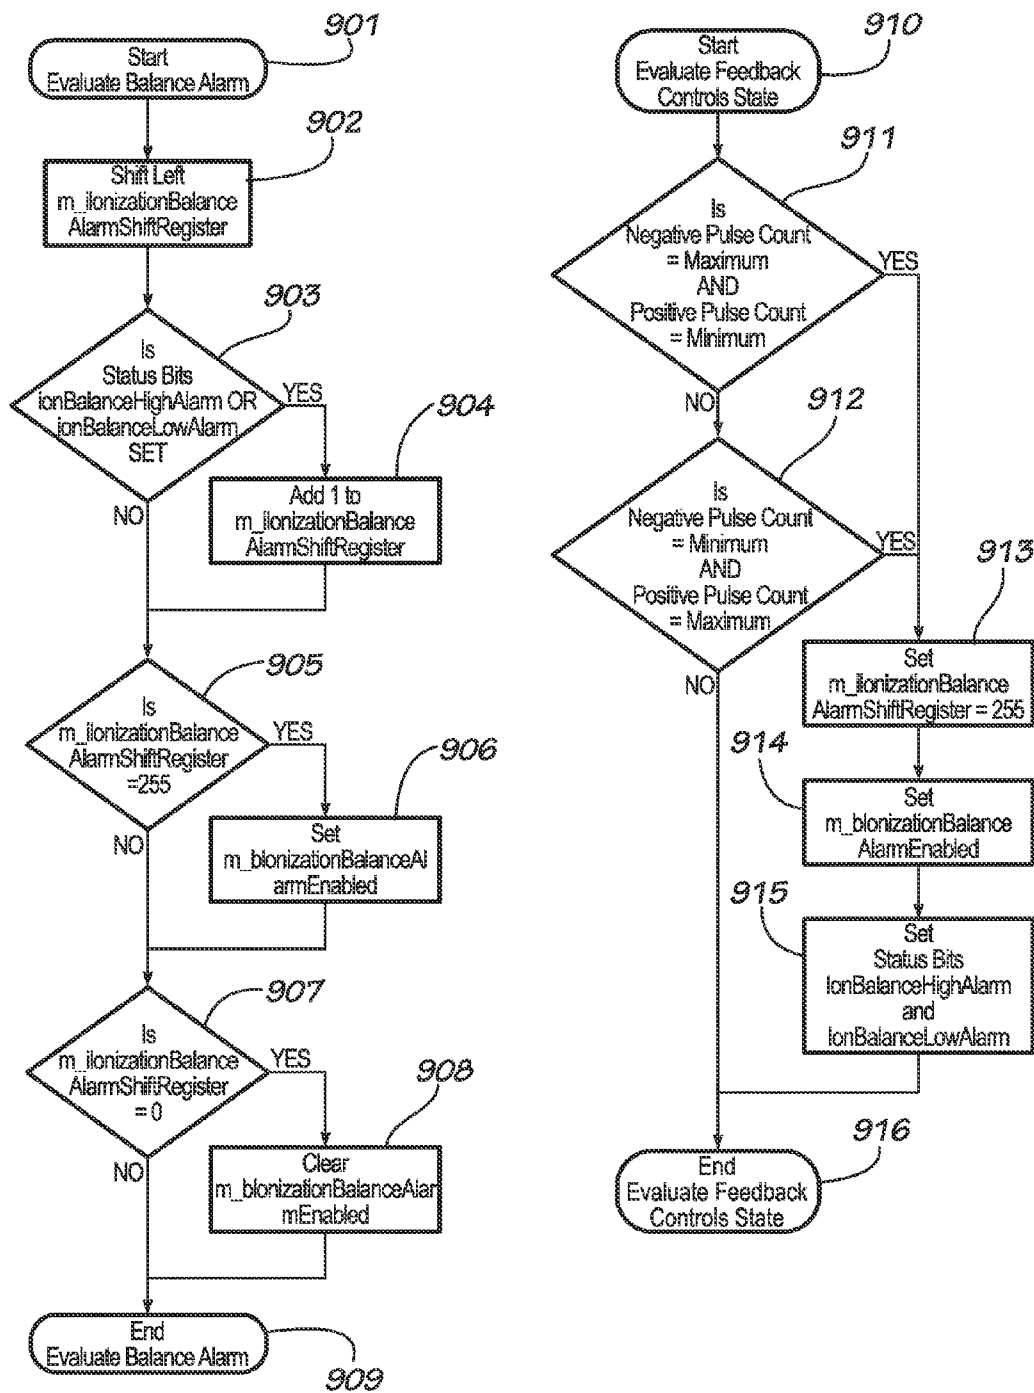 901
Start
Evaluate Balance Alarm
902
Shift Left
m_iIonizationBalance
AlarmShiftRegister
903
Is
Status Bits
ionBalanceHighAlarm OR
ionBalanceLowAlarm
SET
YES
NO
904
Add 1 to
m_iIonizationBalance
AlarmShiftRegister
905
Is
m_iIonizationBalance
AlarmShiftRegister
=255
YES
NO
906
Set
m_bIonizationBalanceAl
armEnabled
907
Is
m_iIonizationBalance
AlarmShiftRegister
= 0
YES
NO
908
Clear
m_bIonizationBalanceAlar
mEnabled
End
Evaluate Balance Alarm
909
910
Start
Evaluate Feedback
Controls State
911
Is
Negative Pulse Count
= Maximum
AND
Positive Pulse Count
= Minimum
YES
NO
912
Is
Negative Pulse Count
= Minimum
AND
Positive Pulse Count
= Maximum
YES
NO
913
Set
m_iIonizationBalance
AlarmShiftRegister = 255
914
Set
m_bIonizationBalance
AlarmEnabled
915
Set
Status Bits
IonBalanceHighAlarm
and
IonBalanceLowAlarm
916
End
Evaluate Feedback
Controls State